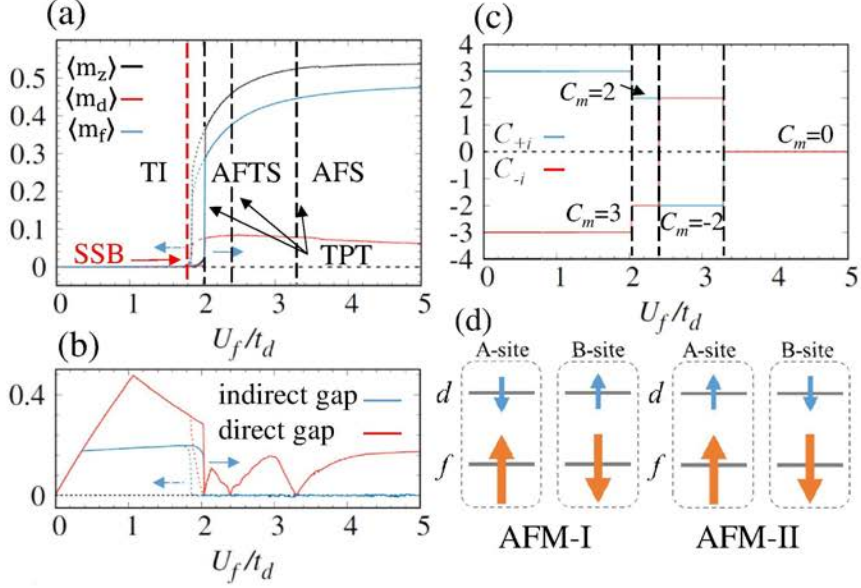 (a)
0.5
0.4
0.3
0.2
0.1
0
⟨m_z⟩
⟨m_d⟩
⟨m_f⟩
TI
AFTS
AFS
SSB
TPT
0 1 2 3 4 5
U_f/t_d
(b)
0.4
0
indirect gap
direct gap
0 1 2 3 4 5
U_f/t_d
(c)
4
3
2
1
0
-1
-2
-3
-4
C_m=2
C_+i
C_-i
C_m=0
C_m=3
C_m=-2
0 1 2 3 4 5
U_f/t_d
(d)
A-site B-site A-site B-site
d d
f f
AFM-I AFM-II